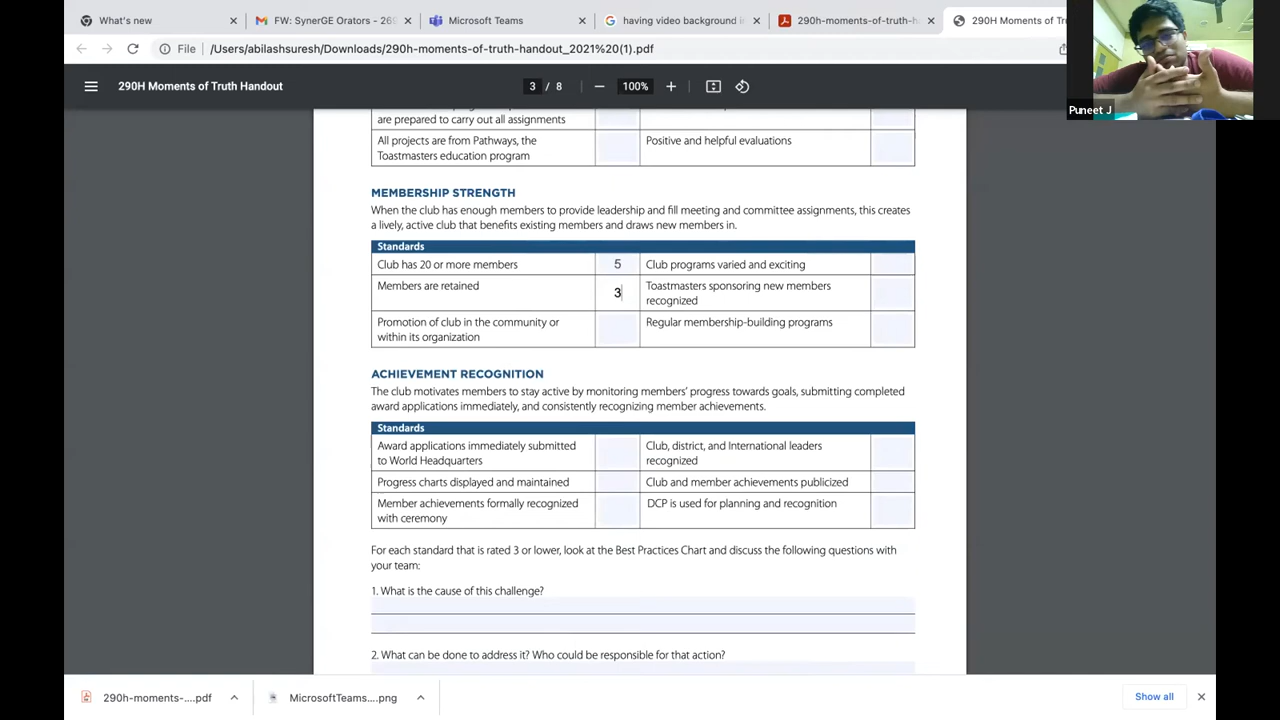 What's new
FW: SynerGE Orators - 269
Microsoft Teams
having video background i
290h-moments-of-truth-h
290H Moments of Tru
File
/Users/abilashsuresh/Downloads/290h-moments-of-truth-handout_2021%20(1).pdf
290H Moments of Truth Handout
3 / 8
100%
Puneet J
are prepared to carry out all assignments
All projects are from Pathways, the
Toastmasters education program
Positive and helpful evaluations
MEMBERSHIP STRENGTH
When the club has enough members to provide leadership and fill meeting and committee assignments, this creates
a lively, active club that benefits existing members and draws new members in.
Standards
Club has 20 or more members
5
Club programs varied and exciting
Members are retained
3
Toastmasters sponsoring new members
recognized
Promotion of club in the community or
within its organization
Regular membership-building programs
ACHIEVEMENT RECOGNITION
The club motivates members to stay active by monitoring members' progress towards goals, submitting completed
award applications immediately, and consistently recognizing member achievements.
Standards
Award applications immediately submitted
to World Headquarters
Club, district, and International leaders
recognized
Progress charts displayed and maintained
Club and member achievements publicized
Member achievements formally recognized
with ceremony
DCP is used for planning and recognition
For each standard that is rated 3 or lower, look at the Best Practices Chart and discuss the following questions with
your team:
1. What is the cause of this challenge?
2. What can be done to address it? Who could be responsible for that action?
290h-moments-....pdf
MicrosoftTeams....png
Show all